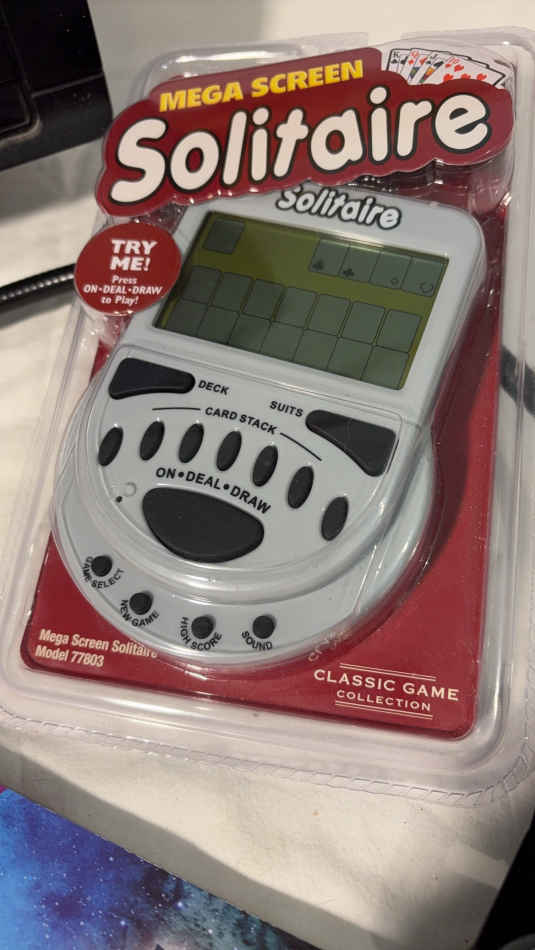 MEGA SCREEN
Solitaire
TRY
ME!
Press
ON•DEAL•DRAW
to Play!
Solitaire
DECK
SUITS
CARD STACK
ON•DEAL•DRAW
GAME SELECT
NEW GAME
HIGH SCORE
SOUND
Mega Screen Solitaire
Model 77803
CLASSIC GAME
COLLECTION